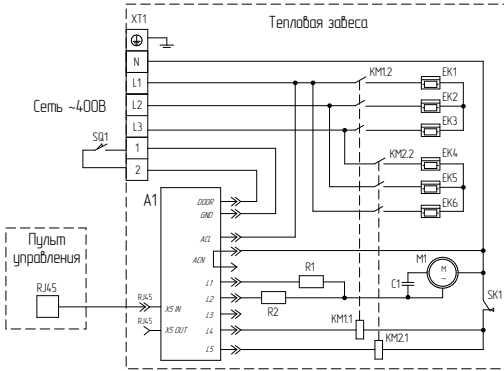 Тепловая завеса
XT1
N
L1
L2
L3
1
2
Сеть ~400В
SQ1
KM1.2
EK1
EK2
EK3
KM2.2
EK4
EK5
EK6
A1
DOOR
GND
ACL
ACN
L1
L2
L3
L4
L5
X5 IN
X5 OUT
RJ45
RJ45
Пульт
управления
RJ45
R1
R2
C1
M1
M
~
SK1
KM1.1
KM2.1